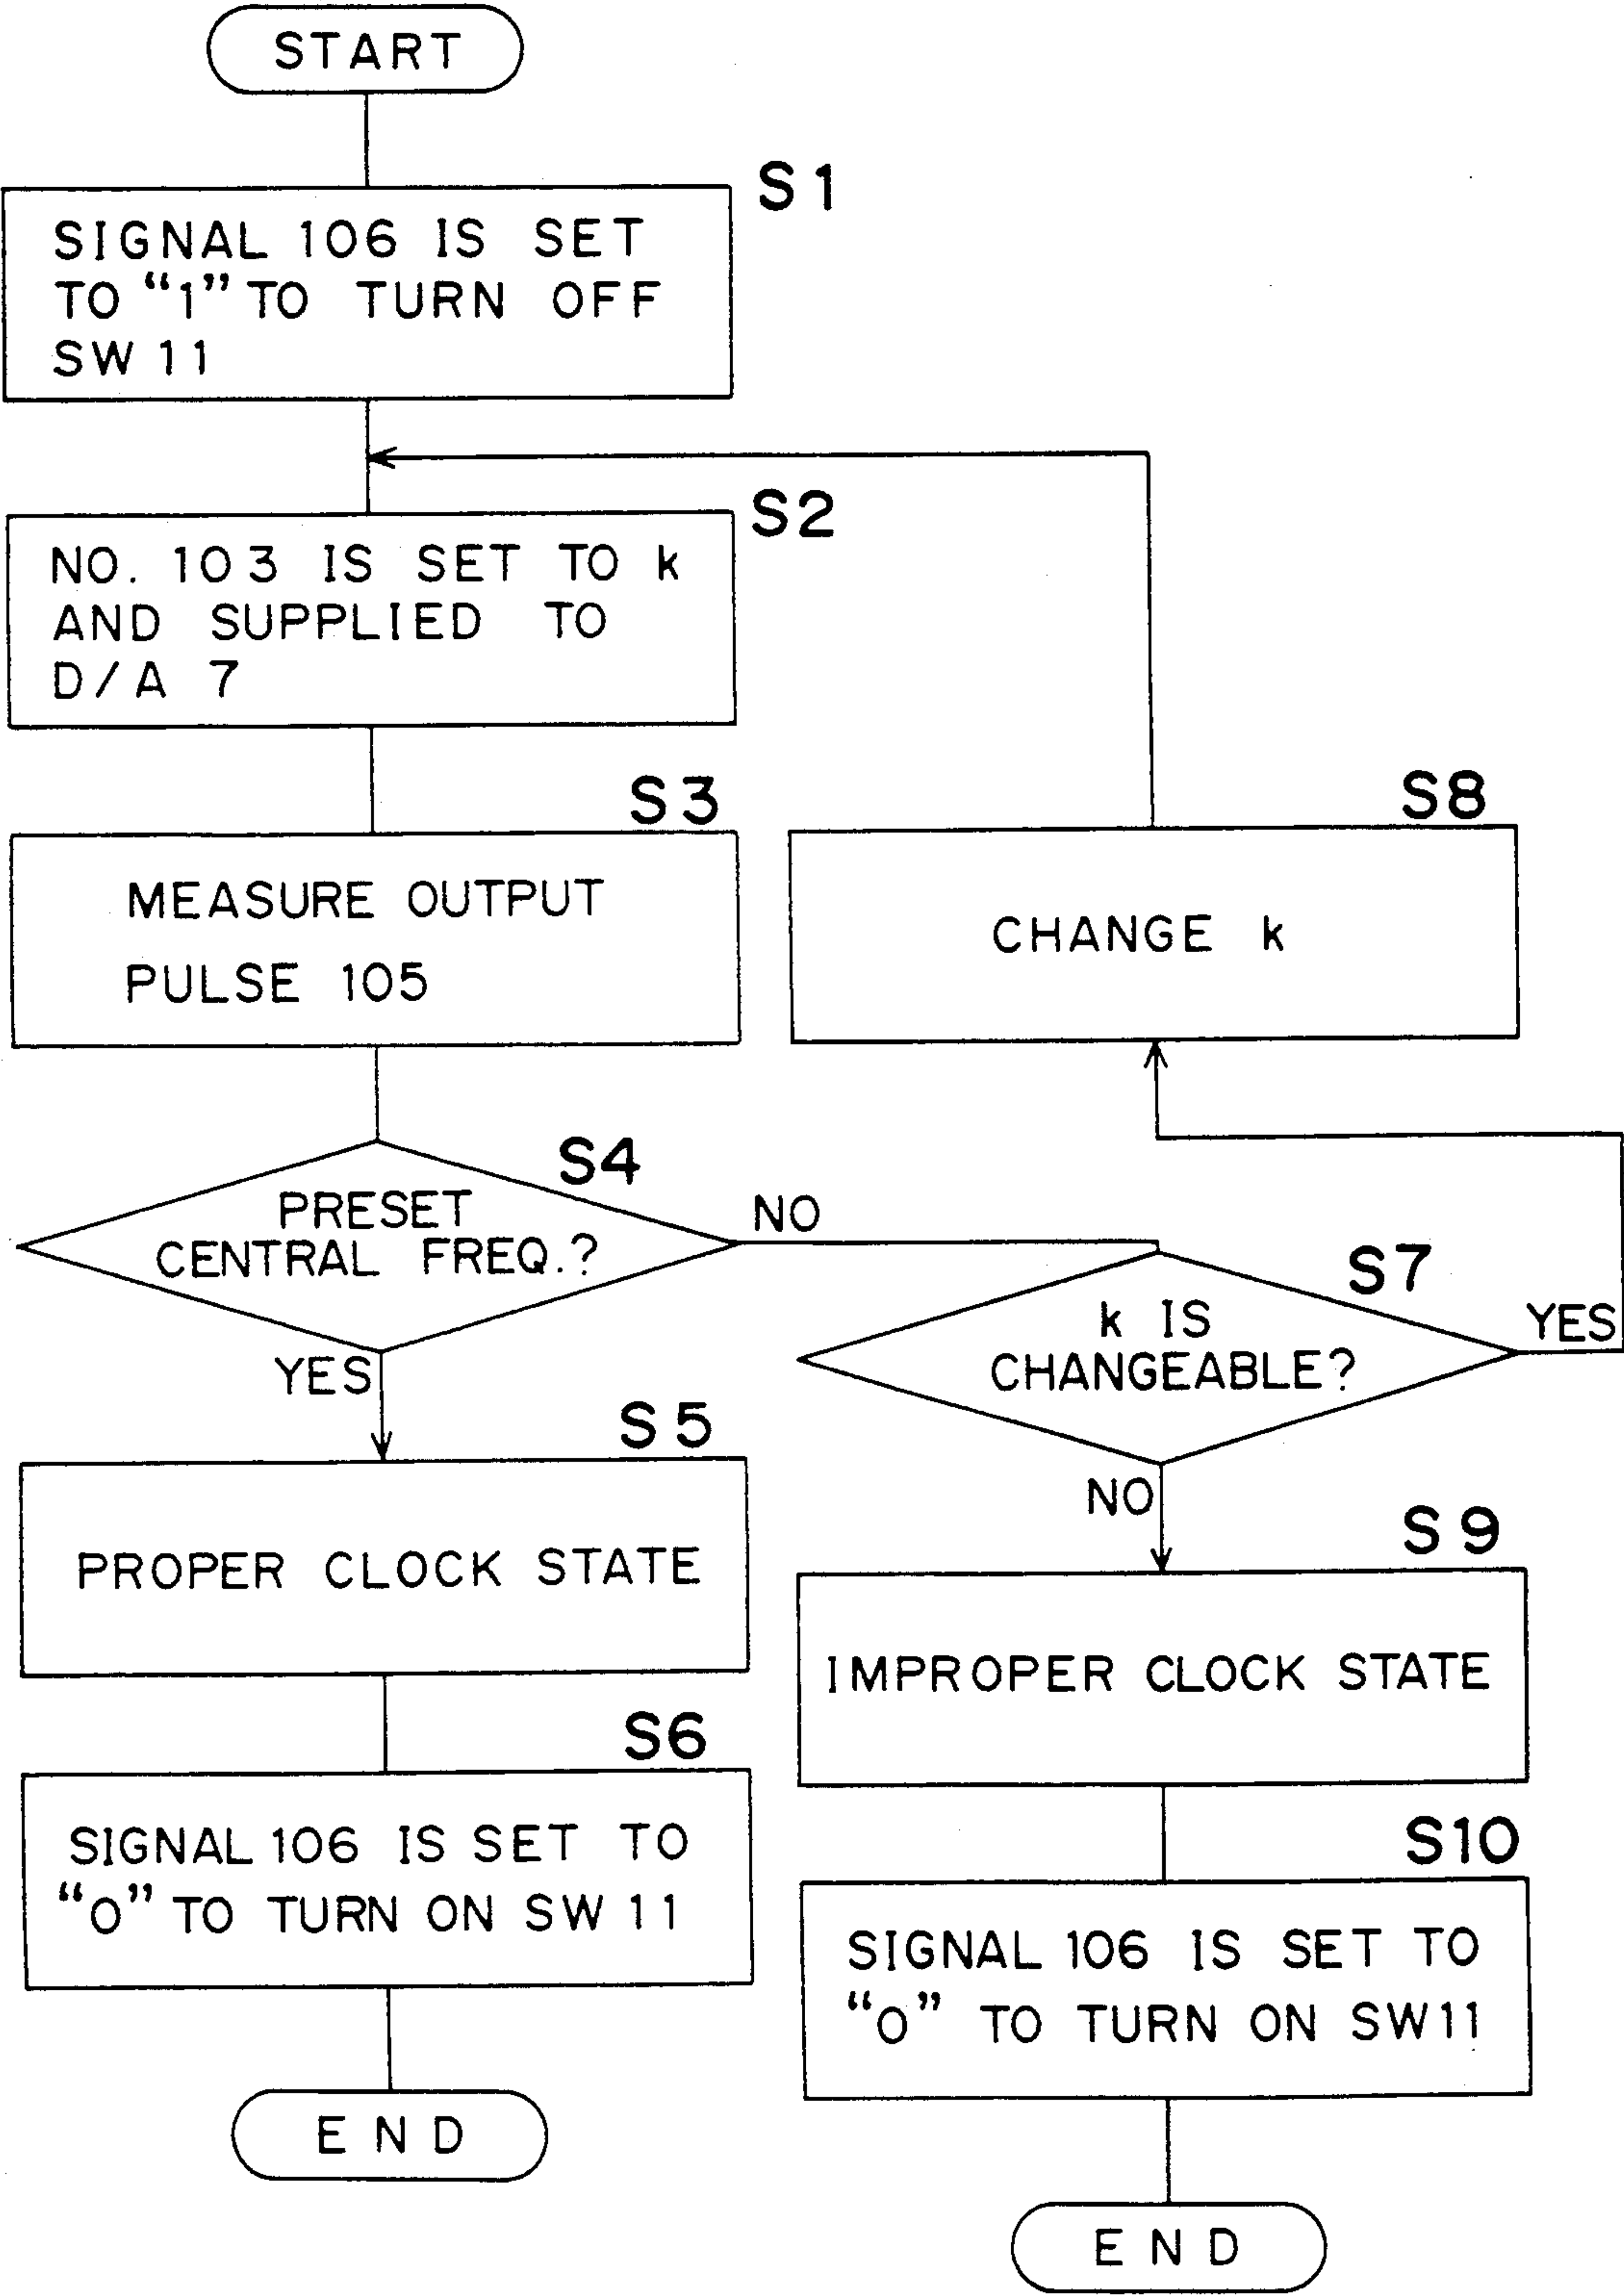 START
S1
SIGNAL 106 IS SET
TO “1” TO TURN OFF
SW 11
S2
NO. 103 IS SET TO k
AND SUPPLIED TO
D/A 7
S3
MEASURE OUTPUT
PULSE 105
S8
CHANGE k
S4
PRESET
CENTRAL FREQ.?
NO
YES
S7
k IS
CHANGEABLE?
YES
NO
S5
PROPER CLOCK STATE
S9
IMPROPER CLOCK STATE
S6
SIGNAL 106 IS SET TO
“0” TO TURN ON SW 11
S10
SIGNAL 106 IS SET TO
“0” TO TURN ON SW11
END
END